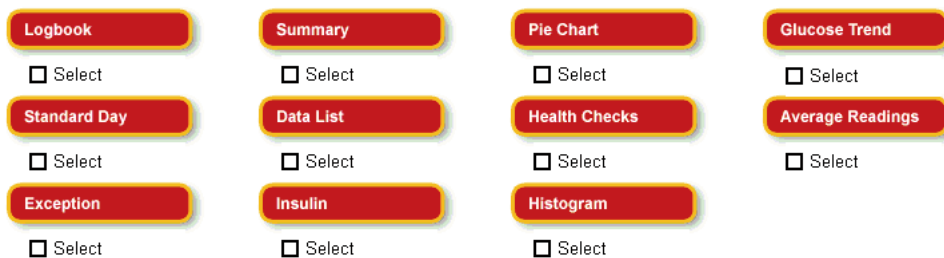 Logbook Summary Pie Chart Glucose Trend
Select Select Select Select
Standard Day Data List Health Checks Average Readings
Select Select Select Select
Exception Insulin Histogram
Select Select Select